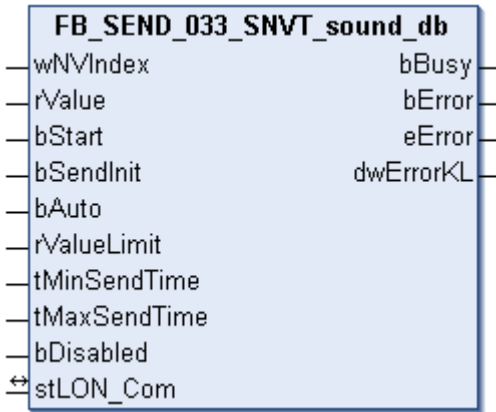 FB_SEND_033_SNVT_sound_db
wNVIndex bBusy
rValue bError
bStart eError
bSendInit dwErrorKL
bAuto
rValueLimit
tMinSendTime
tMaxSendTime
bDisabled
stLON_Com